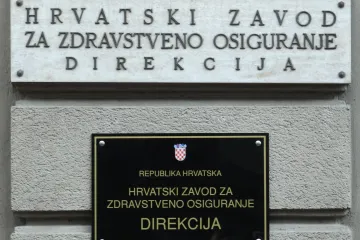 HRVATSKI ZAVOD
ZA ZDRAVSTVENO OSIGURANJE
DIREKCIJA
REPUBLIKA HRVATSKA
HRVATSKI ZAVOD ZA
ZDRAVSTVENO OSIGURANJE
DIREKCIJA